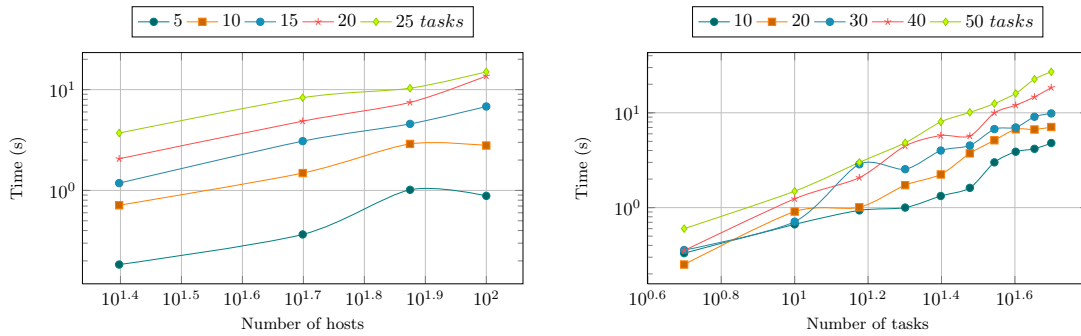 5 10 15 20 25 tasks
10^1
10^0
Time (s)
10^1.4 10^1.5 10^1.6 10^1.7 10^1.8 10^1.9 10^2
Number of hosts
10 20 30 40 50 tasks
10^1
10^0
Time (s)
10^0.6 10^0.8 10^1 10^1.2 10^1.4 10^1.6
Number of tasks